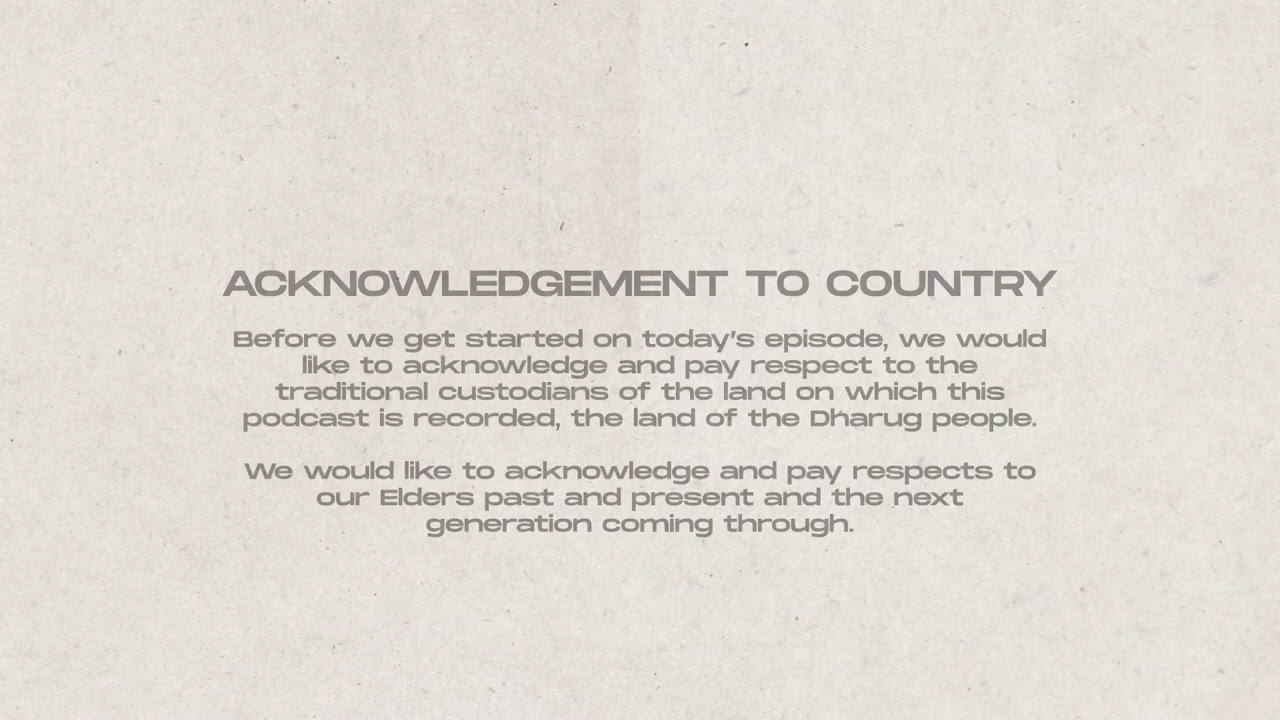 ACKNOWLEDGEMENT TO COUNTRY
Before we get started on today's episode, we would
like to acknowledge and pay respect to the
traditional custodians of the land on which this
podcast is recorded, the land of the Dharug people.
We would like to acknowledge and pay respects to
our Elders past and present and the next
generation coming through.